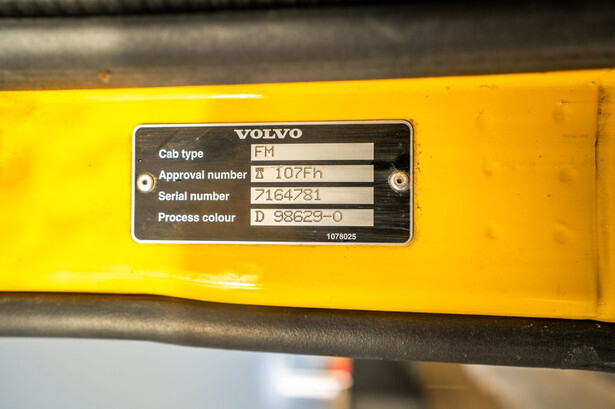 VOLVO
Cab type FM
Approval number 107Fh
Serial number 7164781
Process colour D 98629-0
1078025